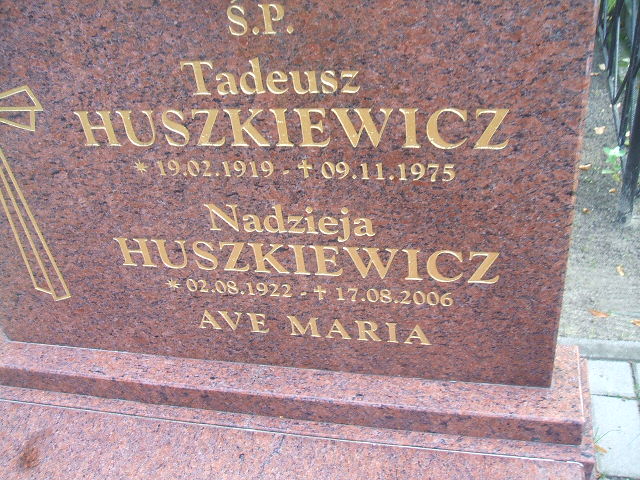 Ś.P.
Tadeusz
HUSZKIEWICZ
* 19.02.1919 - † 09.11.1975
Nadzieja
HUSZKIEWICZ
* 02.08.1922 - † 17.08.2006
AVE MARIA